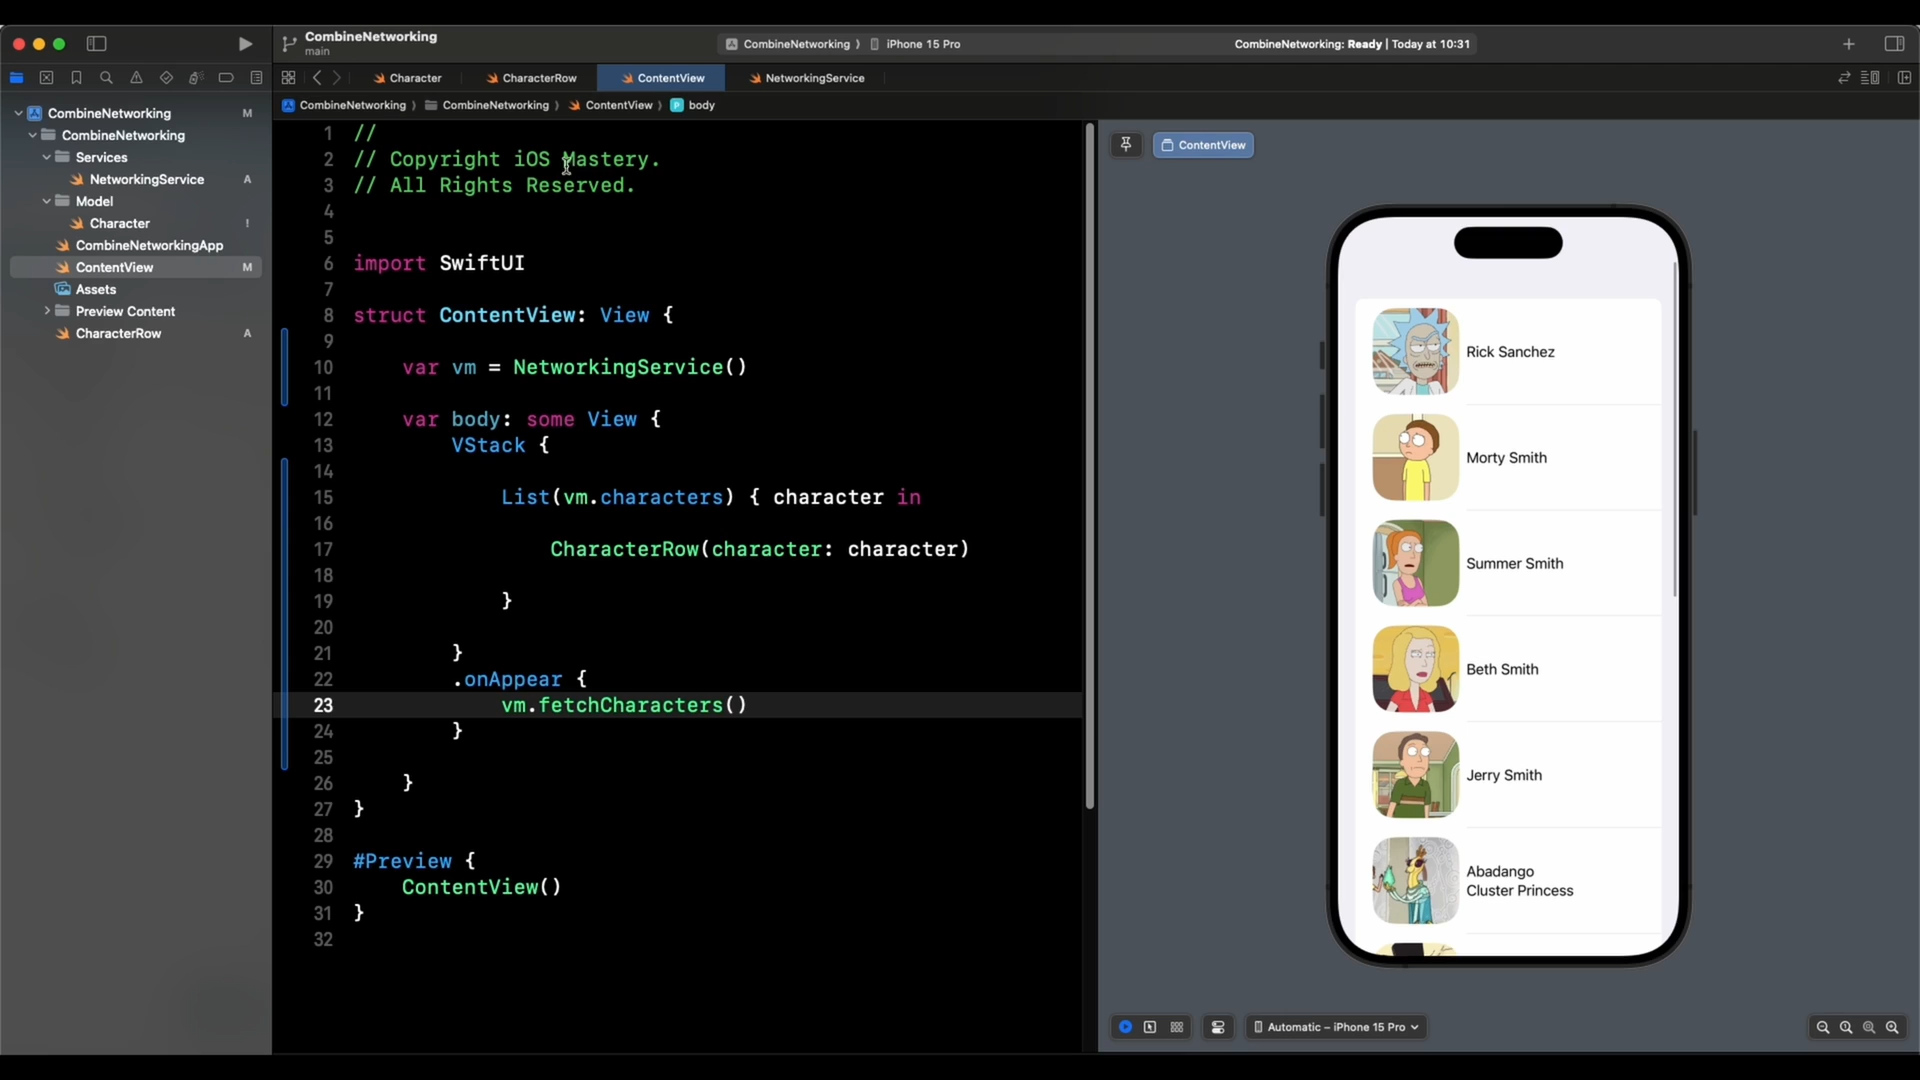 CombineNetworking
main
CombineNetworking
iPhone 15 Pro
CombineNetworking: Ready | Today at 10:31
Character
CharacterRow
ContentView
NetworkingService
CombineNetworking
CombineNetworking
ContentView
body
CombineNetworking M
CombineNetworking
Services
NetworkingService A
Model
Character !
CombineNetworkingApp
ContentView M
Assets
Preview Content
CharacterRow A
1 //
2 // Copyright iOS Mastery.
3 // All Rights Reserved.
4
5
6 import SwiftUI
7
8 struct ContentView: View {
9
10 var vm = NetworkingService()
11
12 var body: some View {
13 VStack {
14
15 List(vm.characters) { character in
16
17 CharacterRow(character: character)
18
19 }
20
21 }
22 .onAppear {
23 vm.fetchCharacters()
24 }
25
26 }
27 }
28
29 #Preview {
30 ContentView()
31 }
32
ContentView
Rick Sanchez
Morty Smith
Summer Smith
Beth Smith
Jerry Smith
Abadango
Cluster Princess
Automatic – iPhone 15 Pro